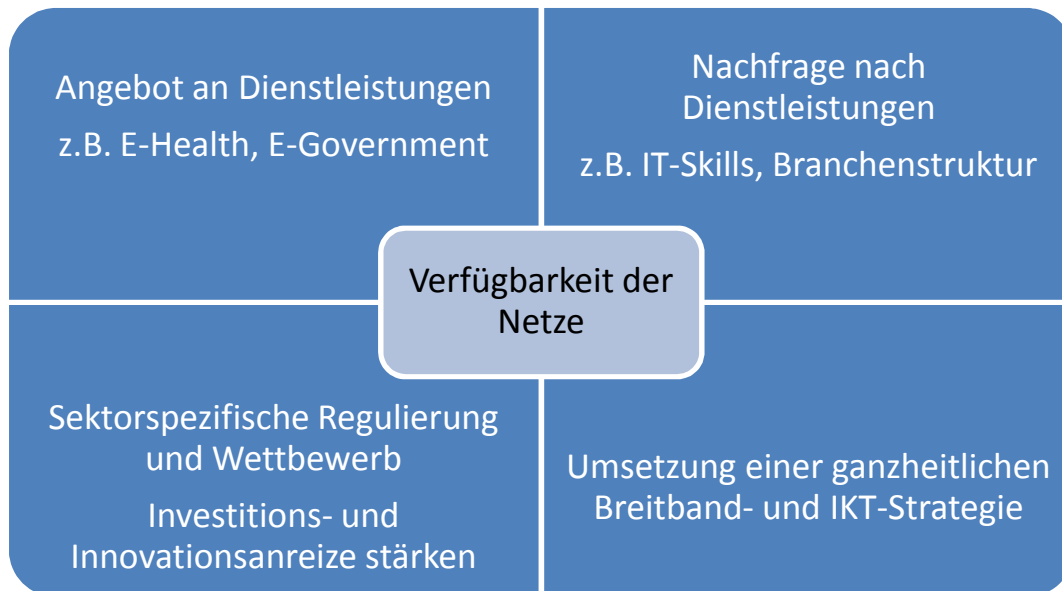 Angebot an Dienstleistungen
z.B. E-Health, E-Government
Nachfrage nach
Dienstleistungen
z.B. IT-Skills, Branchenstruktur
Verfügbarkeit der
Netze
Sektorspezifische Regulierung
und Wettbewerb
Investitions- und
Innovationsanreize stärken
Umsetzung einer ganzheitlichen
Breitband- und IKT-Strategie